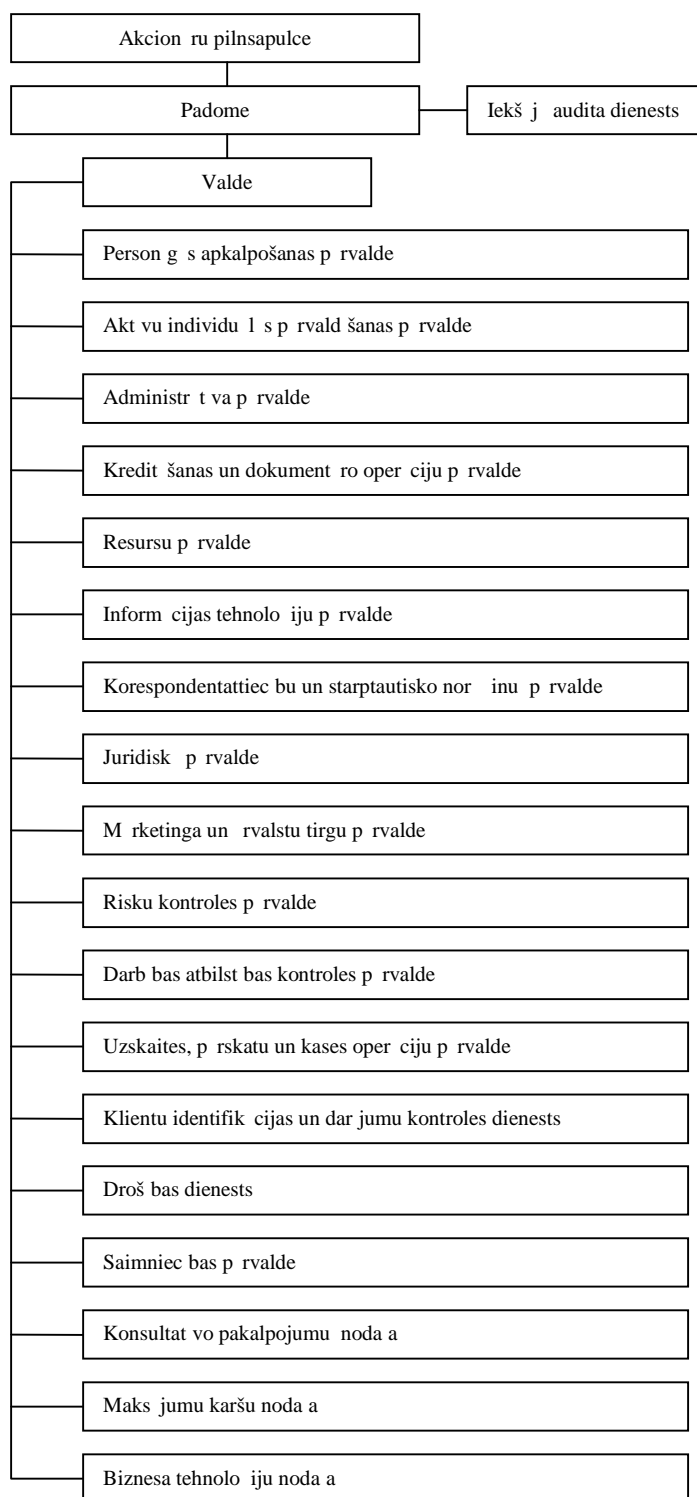 Akcion ru pilnsapulce
Padome
Iekš j audita dienests
Valde
Person g s apkalpošanas p rvalde
Akt vu individu l s p rvald šanas p rvalde
Administr t va p rvalde
Kredit šanas un dokument ro oper ciju p rvalde
Resursu p rvalde
Inform cijas tehnolo iju p rvalde
Korespondentattiec bu un starptautisko nor inu p rvalde
Juridisk p rvalde
M rketinga un rvalstu tirgu p rvalde
Risku kontroles p rvalde
Darb bas atbilst bas kontroles p rvalde
Uzskaites, p rskatu un kases oper ciju p rvalde
Klientu identifik cijas un dar jumu kontroles dienests
Droš bas dienests
Saimniec bas p rvalde
Konsultat vo pakalpojumu noda a
Maks jumu karšu noda a
Biznesa tehnolo iju noda a